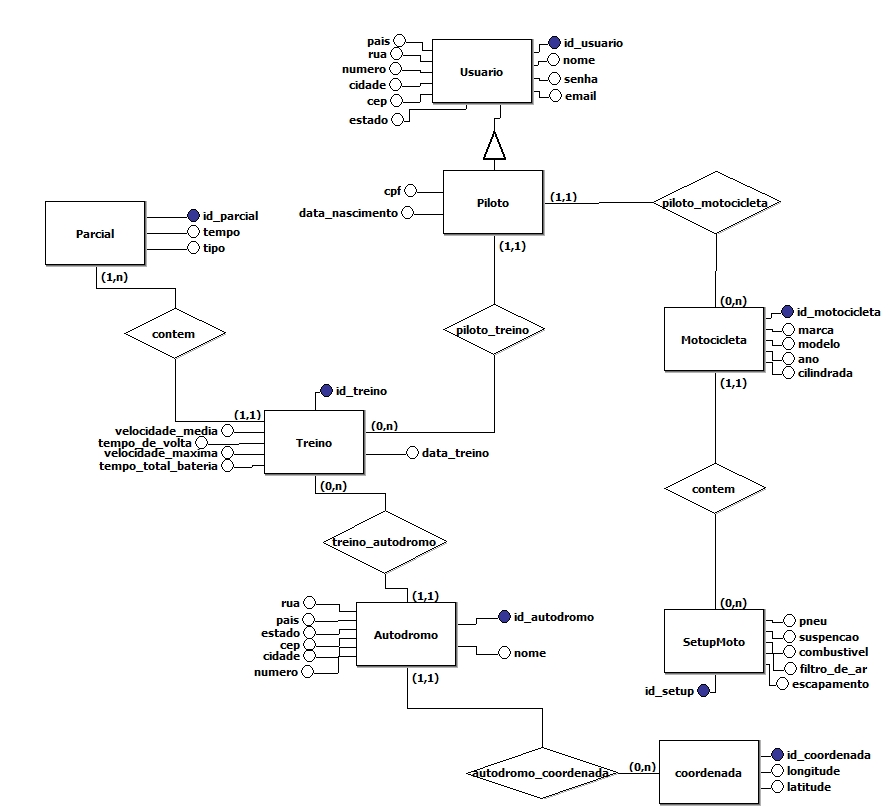 pais
rua
numero
cidade
cep
estado
Usuario
id_usuario
nome
senha
email
cpf
data_nascimento
Piloto
(1,1)
(1,1)
piloto_motocicleta
Parcial
id_parcial
tempo
tipo
(1,n)
contem
piloto_treino
(0,n)
Motocicleta
id_motocicleta
marca
modelo
ano
cilindrada
(1,1)
id_treino
(1,1)
velocidade_media
tempo_de_volta
velocidade_maxima
tempo_total_bateria
Treino
(0,n)
data_treino
(0,n)
contem
treino_autodromo
(1,1)
rua
pais
estado
cep
cidade
numero
Autodromo
id_autodromo
nome
(1,1)
(0,n)
SetupMoto
pneu
suspencao
combustivel
filtro_de_ar
escapamento
id_setup
autodromo_coordenada
(0,n)
coordenada
id_coordenada
longitude
latitude